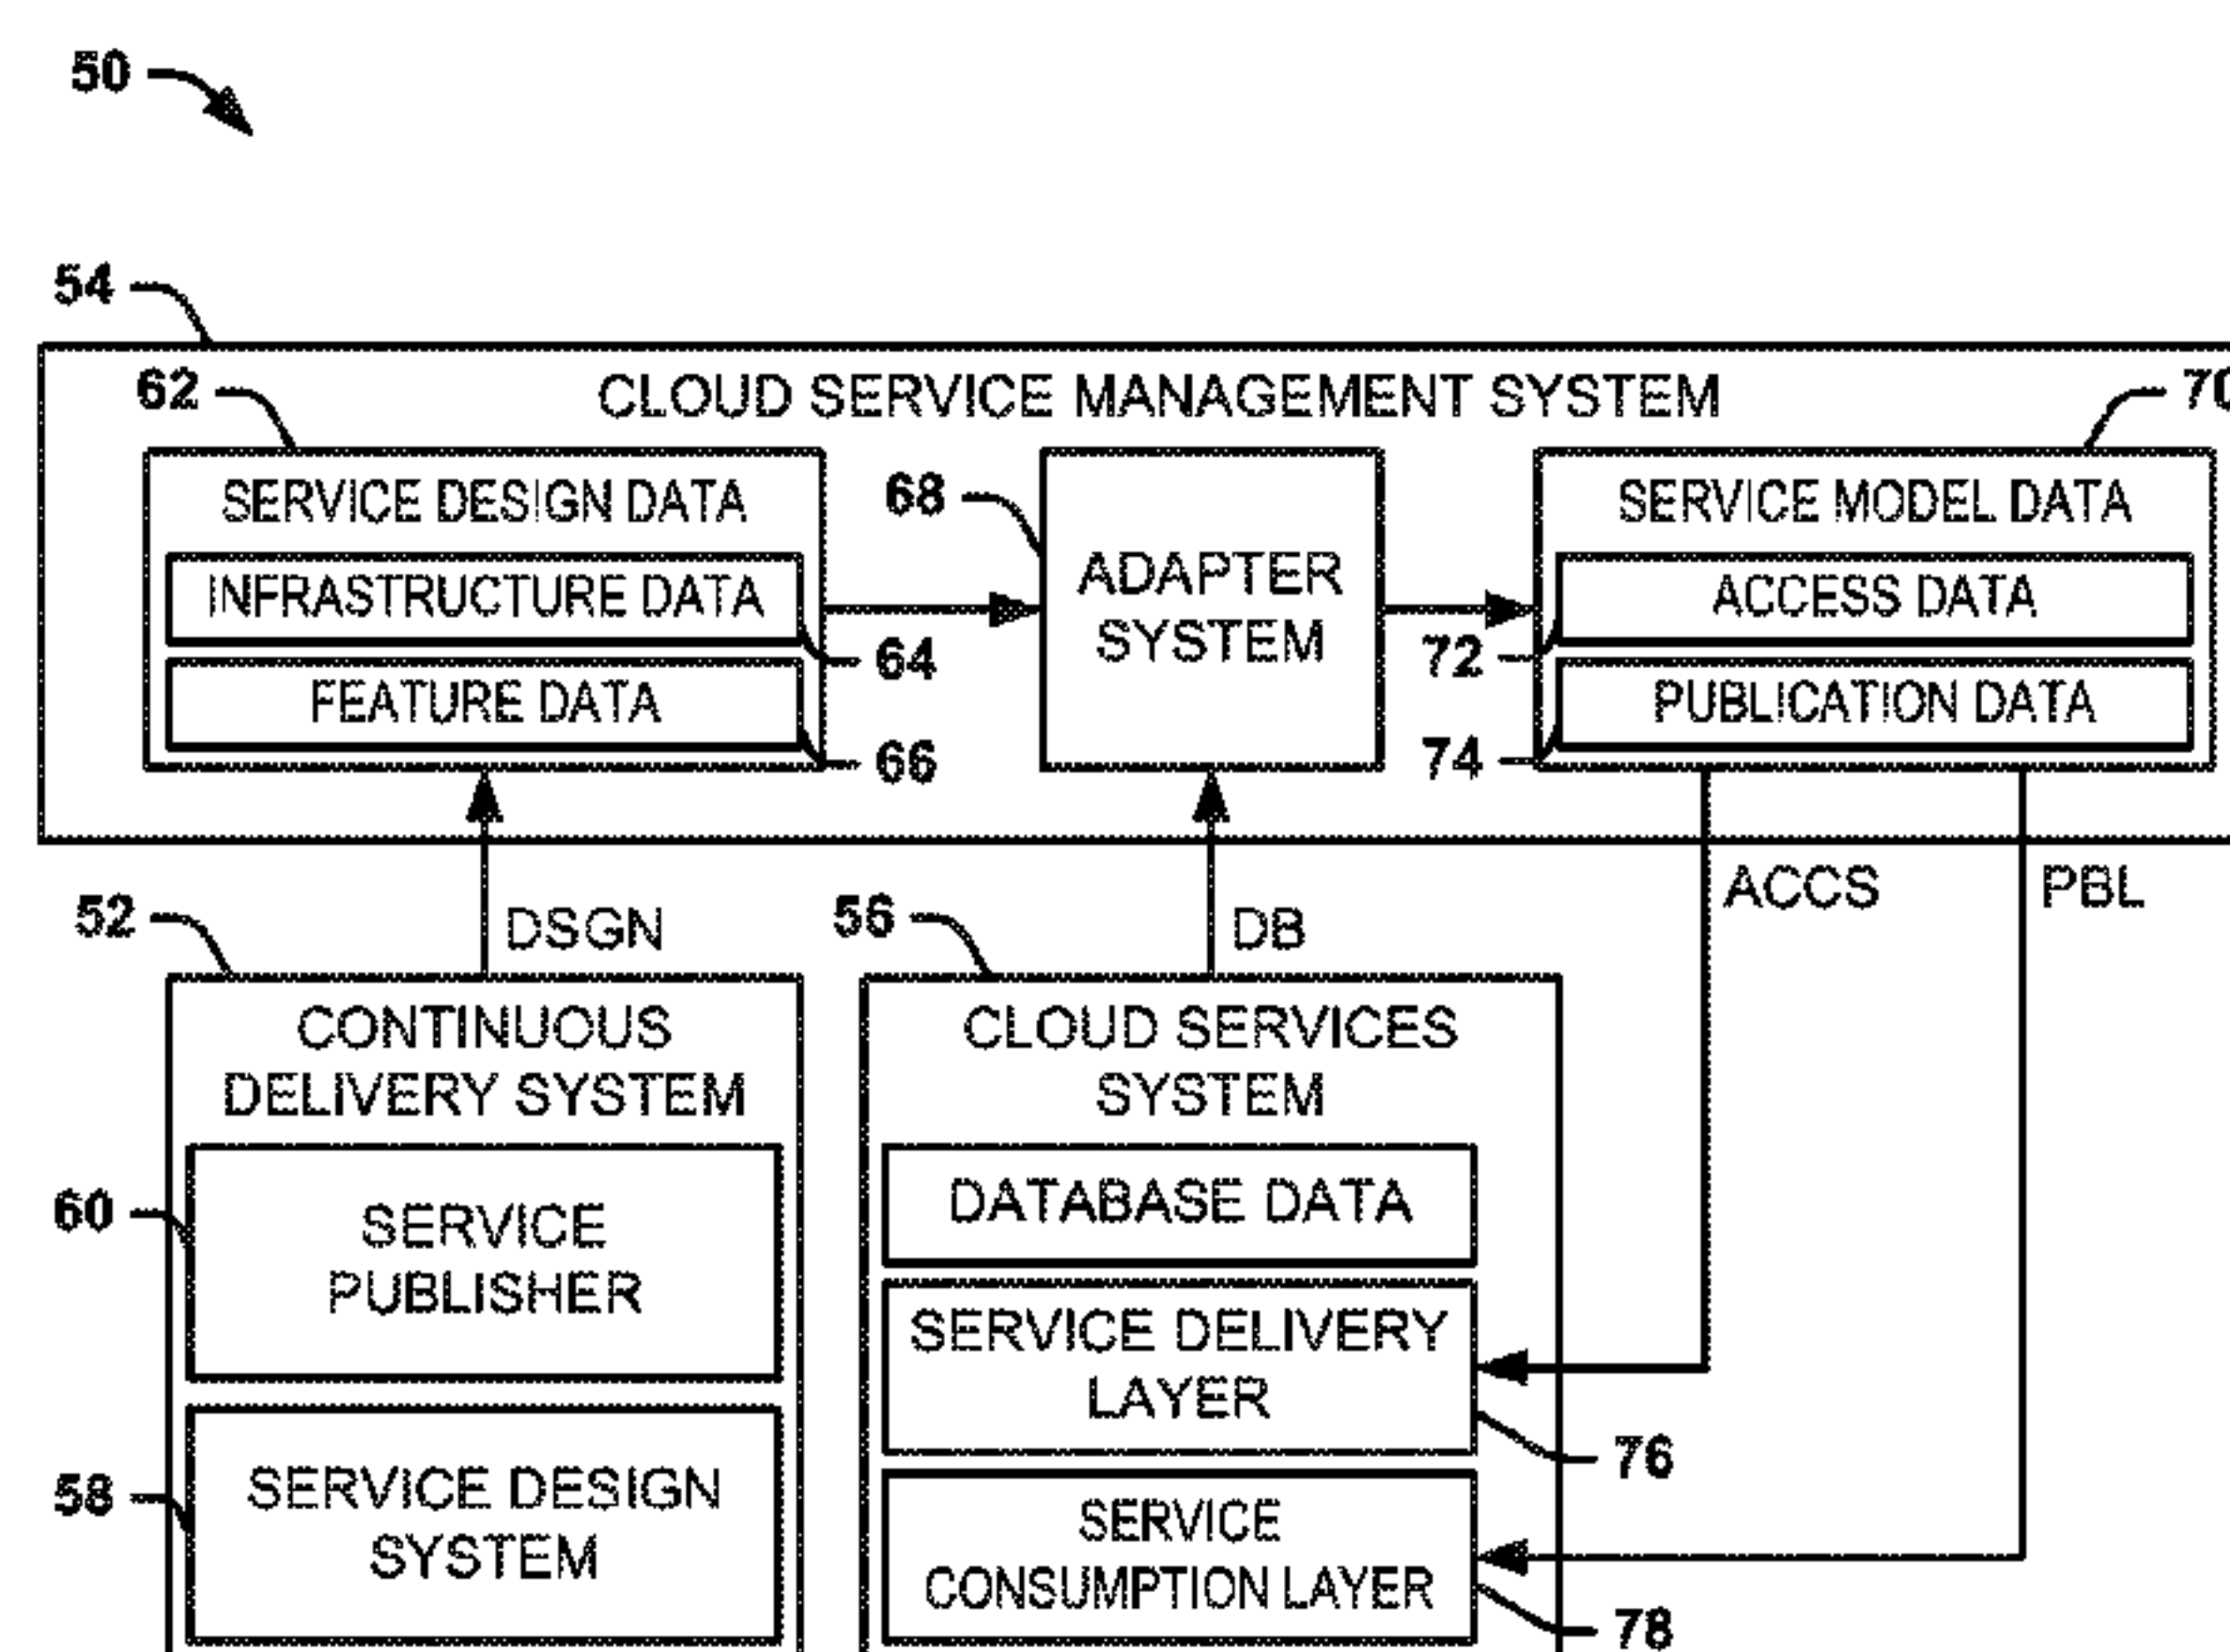 50
54
CLOUD SERVICE MANAGEMENT SYSTEM
62
70
SERVICE DESIGN DATA
68
SERVICE MODEL DATA
INFRASTRUCTURE DATA
ADAPTER
SYSTEM
ACCESS DATA
64
72
FEATURE DATA
PUBLICATION DATA
66
74
ACCS
PBL
52
DSGN
56
DB
CONTINUOUS
DELIVERY SYSTEM
CLOUD SERVICES
SYSTEM
60
SERVICE
PUBLISHER
DATABASE DATA
SERVICE DELIVERY
LAYER
76
58
SERVICE DESIGN
SYSTEM
SERVICE
CONSUMPTION LAYER
78